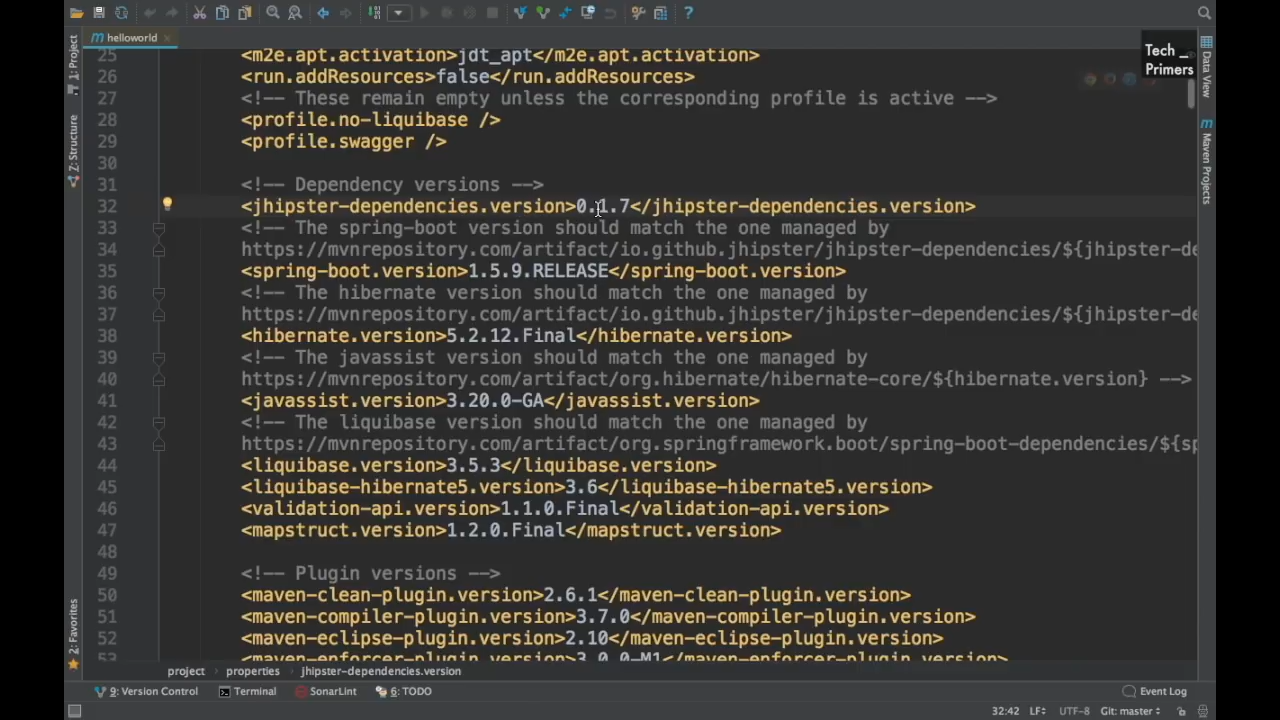 helloworld
Tech _
Primers
1: Project
Z: Structure
2: Favorites
Data View
Maven Projects
25 <m2e.apt.activation>jdt_apt</m2e.apt.activation>
26 <run.addResources>false</run.addResources>
27 <!-- These remain empty unless the corresponding profile is active -->
28 <profile.no-liquibase />
29 <profile.swagger />
30
31 <!-- Dependency versions -->
32 <jhipster-dependencies.version>0.1.7</jhipster-dependencies.version>
33 <!-- The spring-boot version should match the one managed by
34 https://mvnrepository.com/artifact/io.github.jhipster/jhipster-dependencies/${jhipster-de
35 <spring-boot.version>1.5.9.RELEASE</spring-boot.version>
36 <!-- The hibernate version should match the one managed by
37 https://mvnrepository.com/artifact/io.github.jhipster/jhipster-dependencies/${jhipster-de
38 <hibernate.version>5.2.12.Final</hibernate.version>
39 <!-- The javassist version should match the one managed by
40 https://mvnrepository.com/artifact/org.hibernate/hibernate-core/${hibernate.version} -->
41 <javassist.version>3.20.0-GA</javassist.version>
42 <!-- The liquibase version should match the one managed by
43 https://mvnrepository.com/artifact/org.springframework.boot/spring-boot-dependencies/${sp
44 <liquibase.version>3.5.3</liquibase.version>
45 <liquibase-hibernate5.version>3.6</liquibase-hibernate5.version>
46 <validation-api.version>1.1.0.Final</validation-api.version>
47 <mapstruct.version>1.2.0.Final</mapstruct.version>
48
49 <!-- Plugin versions -->
50 <maven-clean-plugin.version>2.6.1</maven-clean-plugin.version>
51 <maven-compiler-plugin.version>3.7.0</maven-compiler-plugin.version>
52 <maven-eclipse-plugin.version>2.10</maven-eclipse-plugin.version>
53 <maven-enforcer-plugin.version>3.0.0-M1</maven-enforcer-plugin.version>
project properties jhipster-dependencies.version
9: Version Control Terminal SonarLint 6: TODO Event Log
32:42 LF UTF-8 Git: master